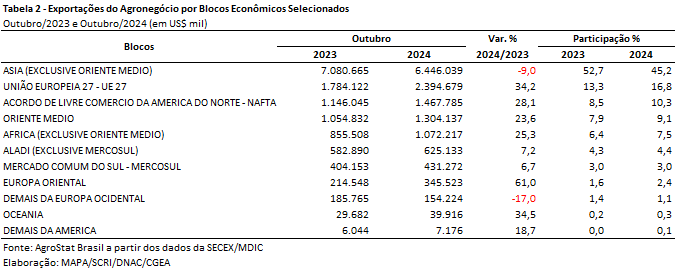 Tabela 2 - Exportações do Agronegócio por Blocos Econômicos Selecionados
Outubro/2023 e Outubro/2024 (em US$ mil)
Blocos Outubro Var. % Participação %
2023 2024 2024/2023 2023 2024
ASIA (EXCLUSIVE ORIENTE MEDIO) 7.080.665 6.446.039 -9,0 52,7 45,2
UNIÃO EUROPEIA 27 - UE 27 1.784.122 2.394.679 34,2 13,3 16,8
ACORDO DE LIVRE COMERCIO DA AMERICA DO NORTE - NAFTA 1.146.045 1.467.785 28,1 8,5 10,3
ORIENTE MEDIO 1.054.832 1.304.137 23,6 7,9 9,1
AFRICA (EXCLUSIVE ORIENTE MEDIO) 855.508 1.072.217 25,3 6,4 7,5
ALADI (EXCLUSIVE MERCOSUL) 582.890 625.133 7,2 4,3 4,4
MERCADO COMUM DO SUL - MERCOSUL 404.153 431.272 6,7 3,0 3,0
EUROPA ORIENTAL 214.548 345.523 61,0 1,6 2,4
DEMAIS DA EUROPA OCIDENTAL 185.765 154.224 -17,0 1,4 1,1
OCEANIA 29.682 39.916 34,5 0,2 0,3
DEMAIS DA AMERICA 6.044 7.176 18,7 0,0 0,1
Fonte: AgroStat Brasil a partir dos dados da SECEX/MDIC
Elaboração: MAPA/SCRI/DNAC/CGEA